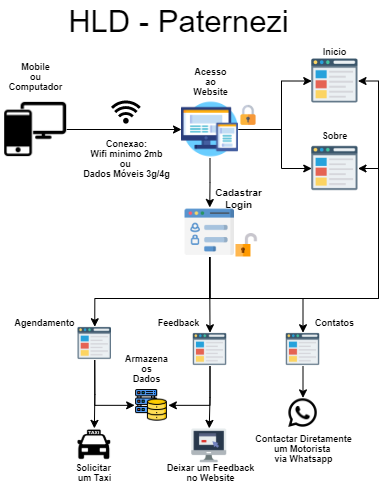 HLD - Paternezi
Mobile
ou
Computador
Acesso
ao
Website
Inicio
Conexao:
Wifi minimo 2mb
ou
Dados Móveis 3g/4g
Sobre
Cadastrar
Login
Agendamento
Feedback
Contatos
Armazena
os
Dados
TAXI
Solicitar
um Taxi
Deixar um Feedback
no Website
Contactar Diretamente
um Motorista
via Whatsapp